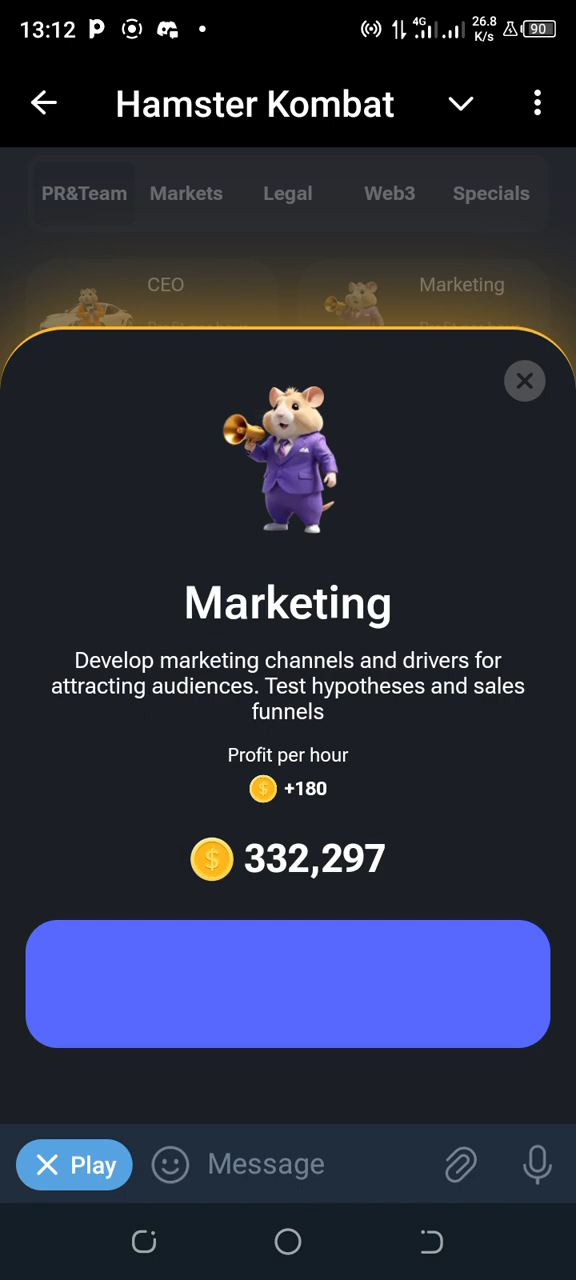 13:12
4G
26.8
K/s
90
Hamster Kombat
PR&Team Markets Legal Web3 Specials
CEO Marketing
Marketing
Develop marketing channels and drivers for
attracting audiences. Test hypotheses and sales
funnels
Profit per hour
+180
332,297
Play
Message